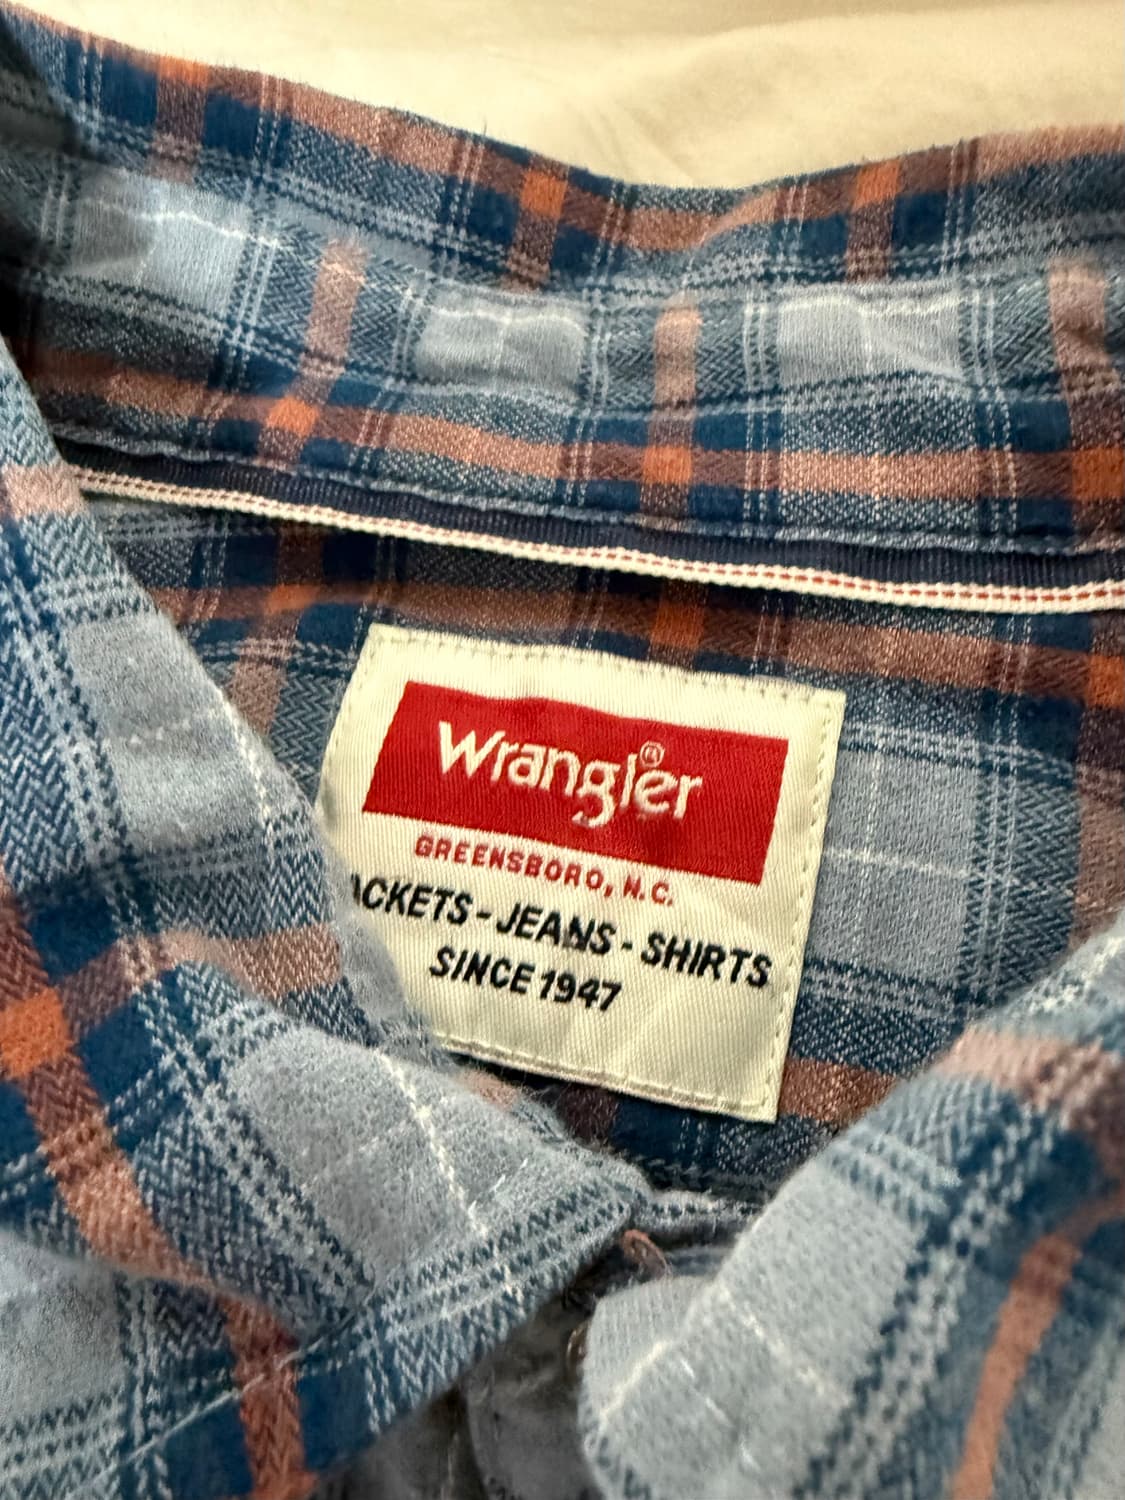 Wrangler®
GREENSBORO, N.C.
ACKETS - JEANS - SHIRTS
SINCE 1947